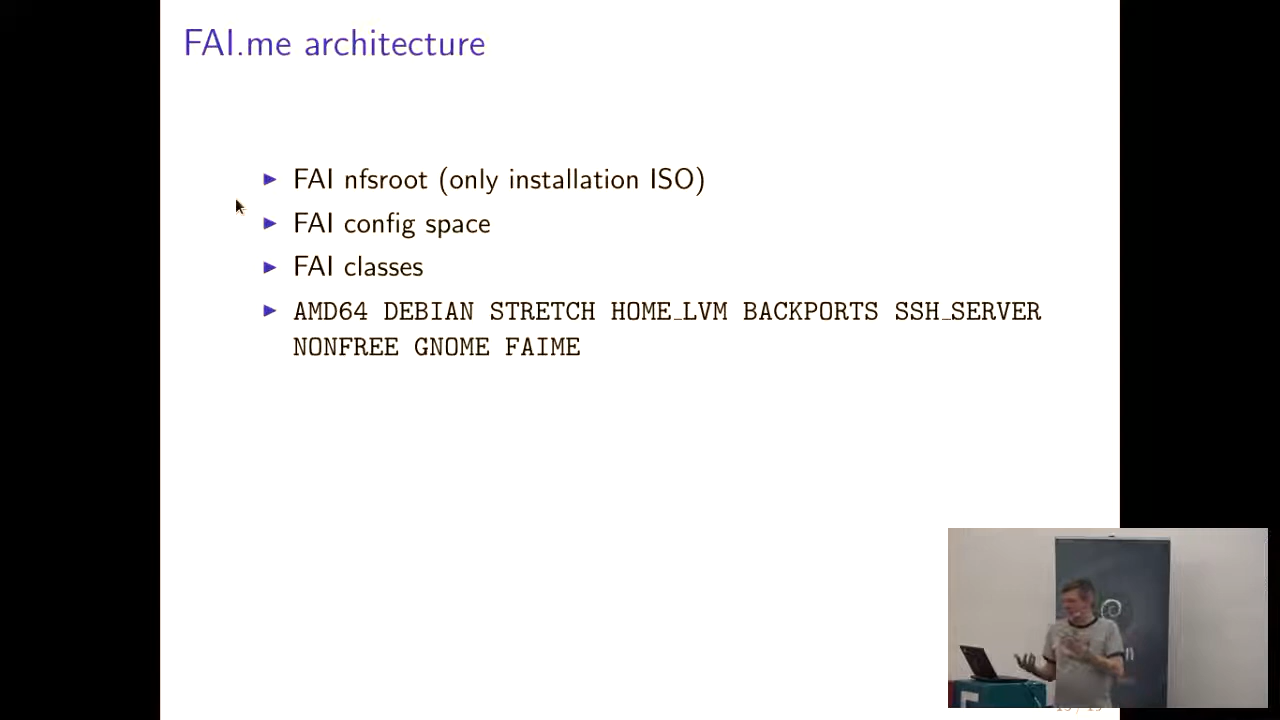 FAI.me architecture
FAI nfsroot (only installation ISO)
FAI config space
FAI classes
AMD64 DEBIAN STRETCH HOME_LVM BACKPORTS SSH_SERVER
NONFREE GNOME FAIME